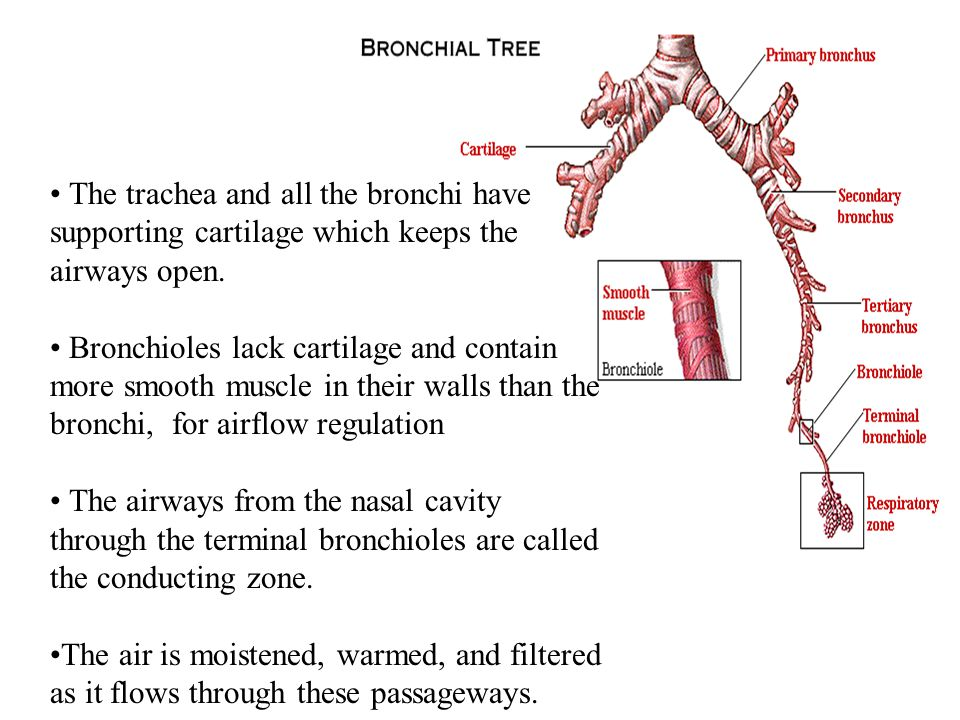 BRONCHIAL TREE
Primary bronchus
Cartilage
• The trachea and all the bronchi have
supporting cartilage which keeps the
airways open.
Secondary
bronchus
Smooth
muscle
Bronchiole
Tertiary
bronchus
• Bronchioles lack cartilage and contain
more smooth muscle in their walls than the
bronchi, for airflow regulation
Bronchiole
Terminal
bronchiole
Respiratory
zone
• The airways from the nasal cavity
through the terminal bronchioles are called
the conducting zone.
•The air is moistened, warmed, and filtered
as it flows through these passageways.